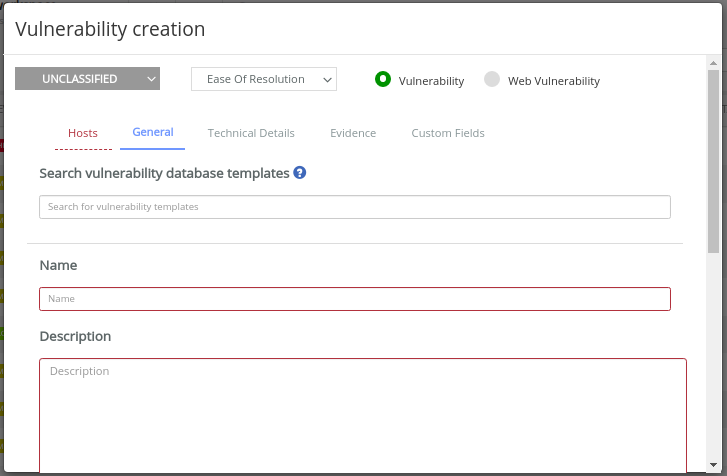 Vulnerability creation
UNCLASSIFIED Ease Of Resolution Vulnerability Web Vulnerability
Hosts General Technical Details Evidence Custom Fields
Search vulnerability database templates ?
Search for vulnerability templates
Name
Name
Description
Description